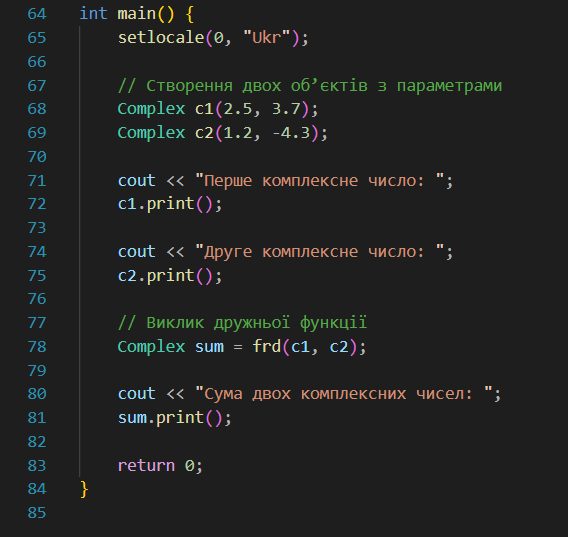 64 int main() {
65 setlocale(0, "Ukr");
66
67 // Створення двох об’єктів з параметрами
68 Complex c1(2.5, 3.7);
69 Complex c2(1.2, -4.3);
70
71 cout << "Перше комплексне число: ";
72 c1.print();
73
74 cout << "Друге комплексне число: ";
75 c2.print();
76
77 // Виклик дружньої функції
78 Complex sum = frd(c1, c2);
79
80 cout << "Сума двох комплексних чисел: ";
81 sum.print();
82
83 return 0;
84 }
85